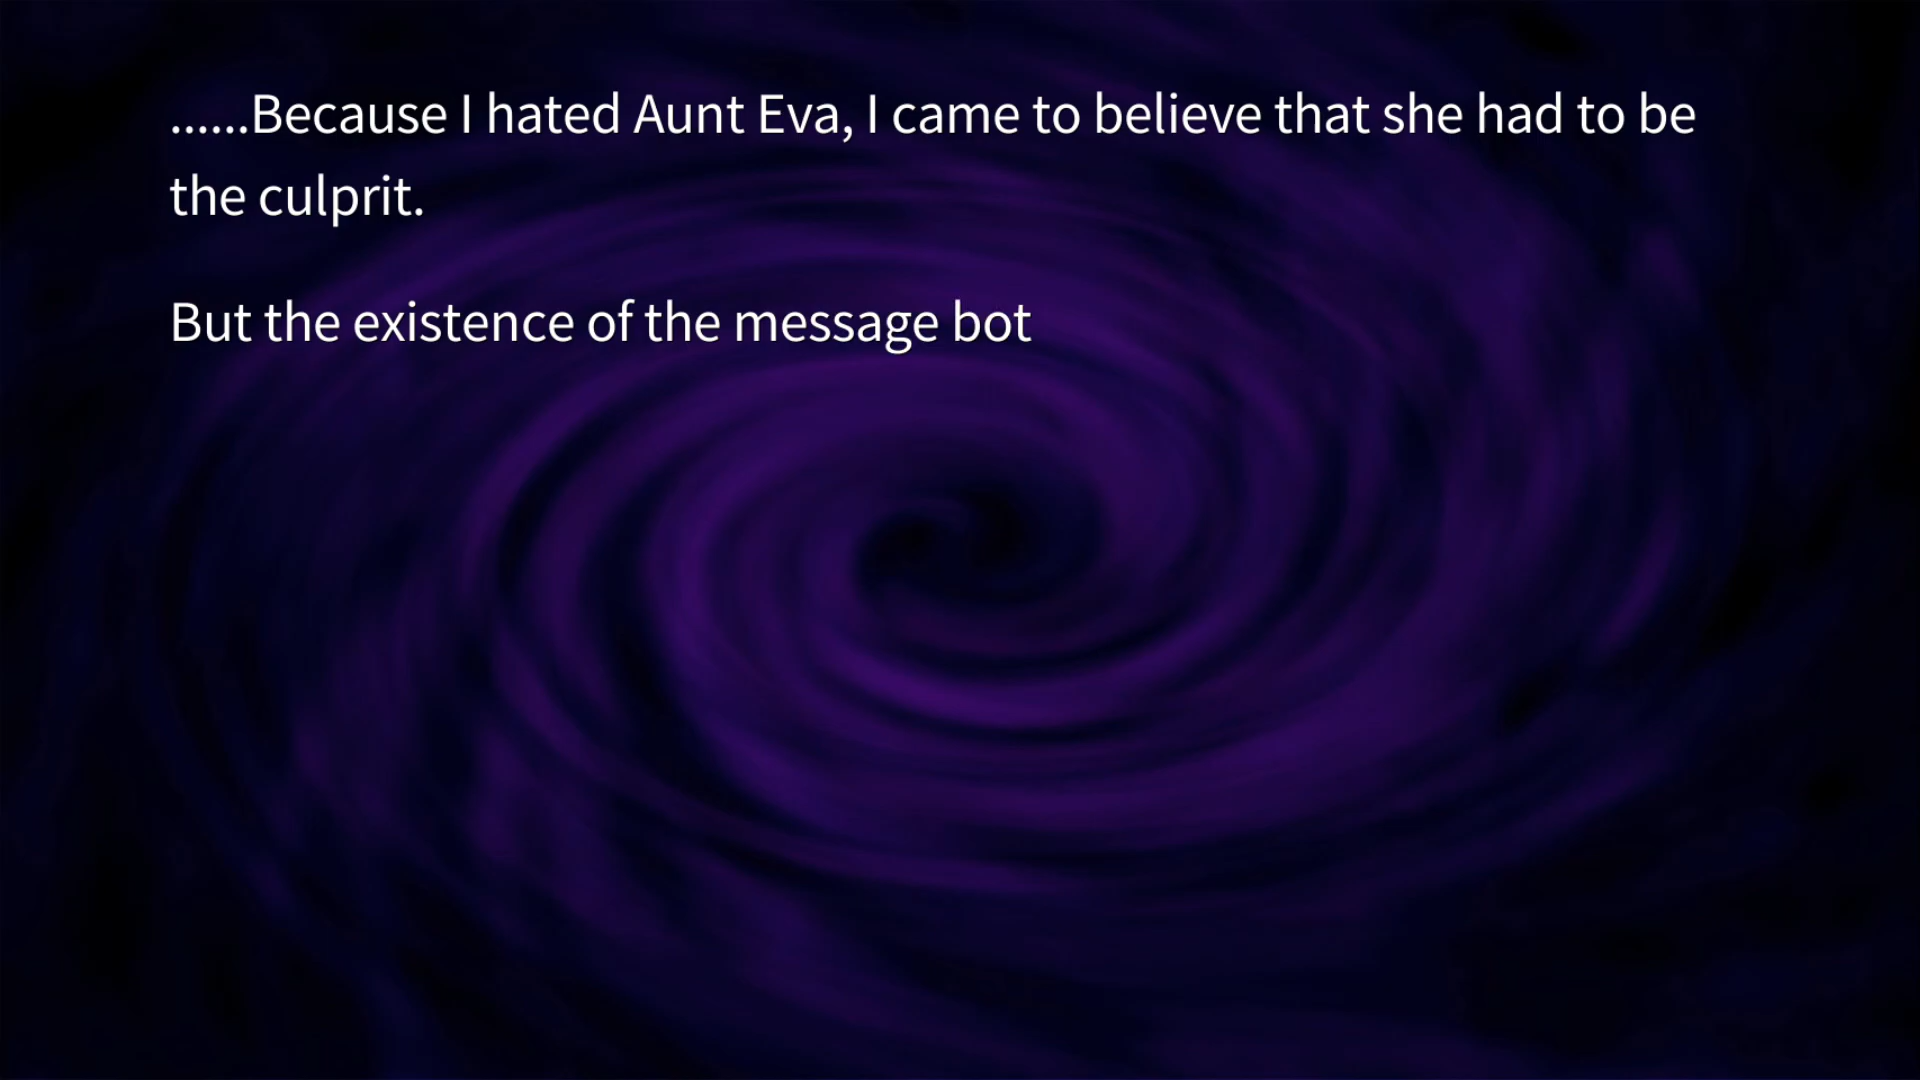 ......Because I hated Aunt Eva, I came to believe that she had to be
the culprit.
But the existence of the message bot